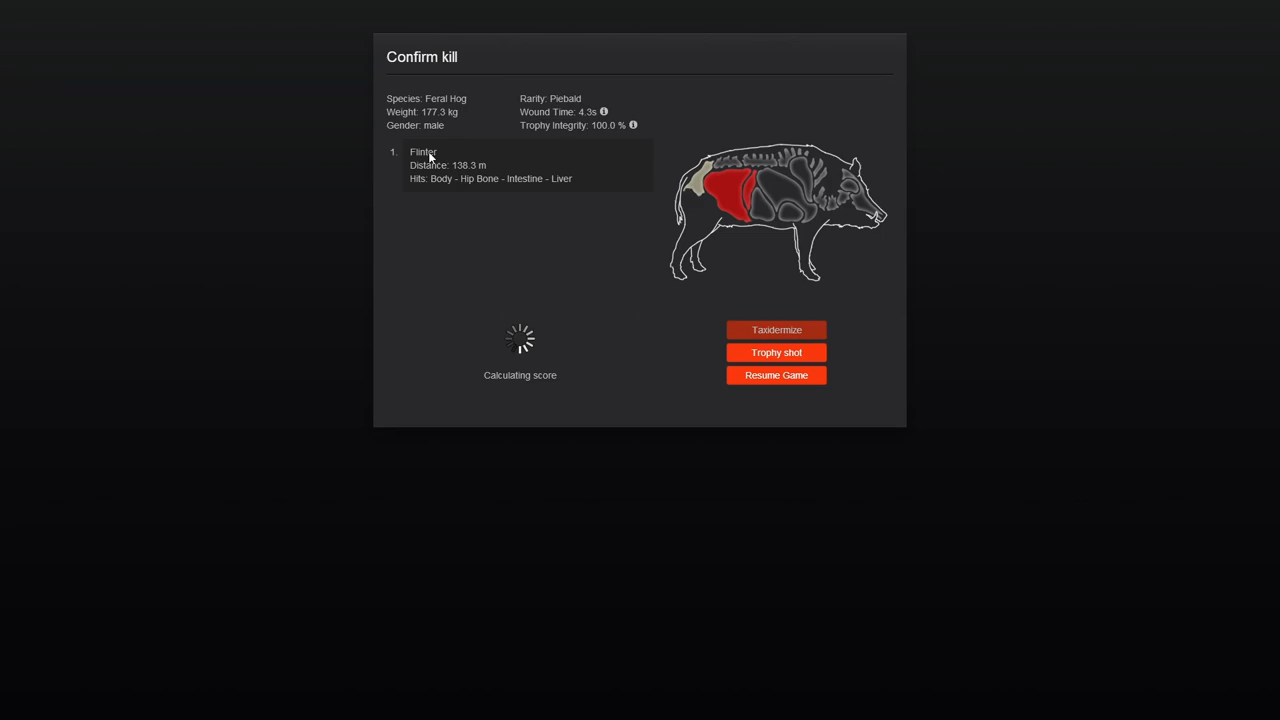 Confirm kill
Species: Feral Hog
Weight: 177.3 kg
Gender: male
Rarity: Piebald
Wound Time: 4.3s
Trophy Integrity: 100.0 %
1. Flinter
Distance: 138.3 m
Hits: Body - Hip Bone - Intestine - Liver
Calculating score
Taxidermize
Trophy shot
Resume Game